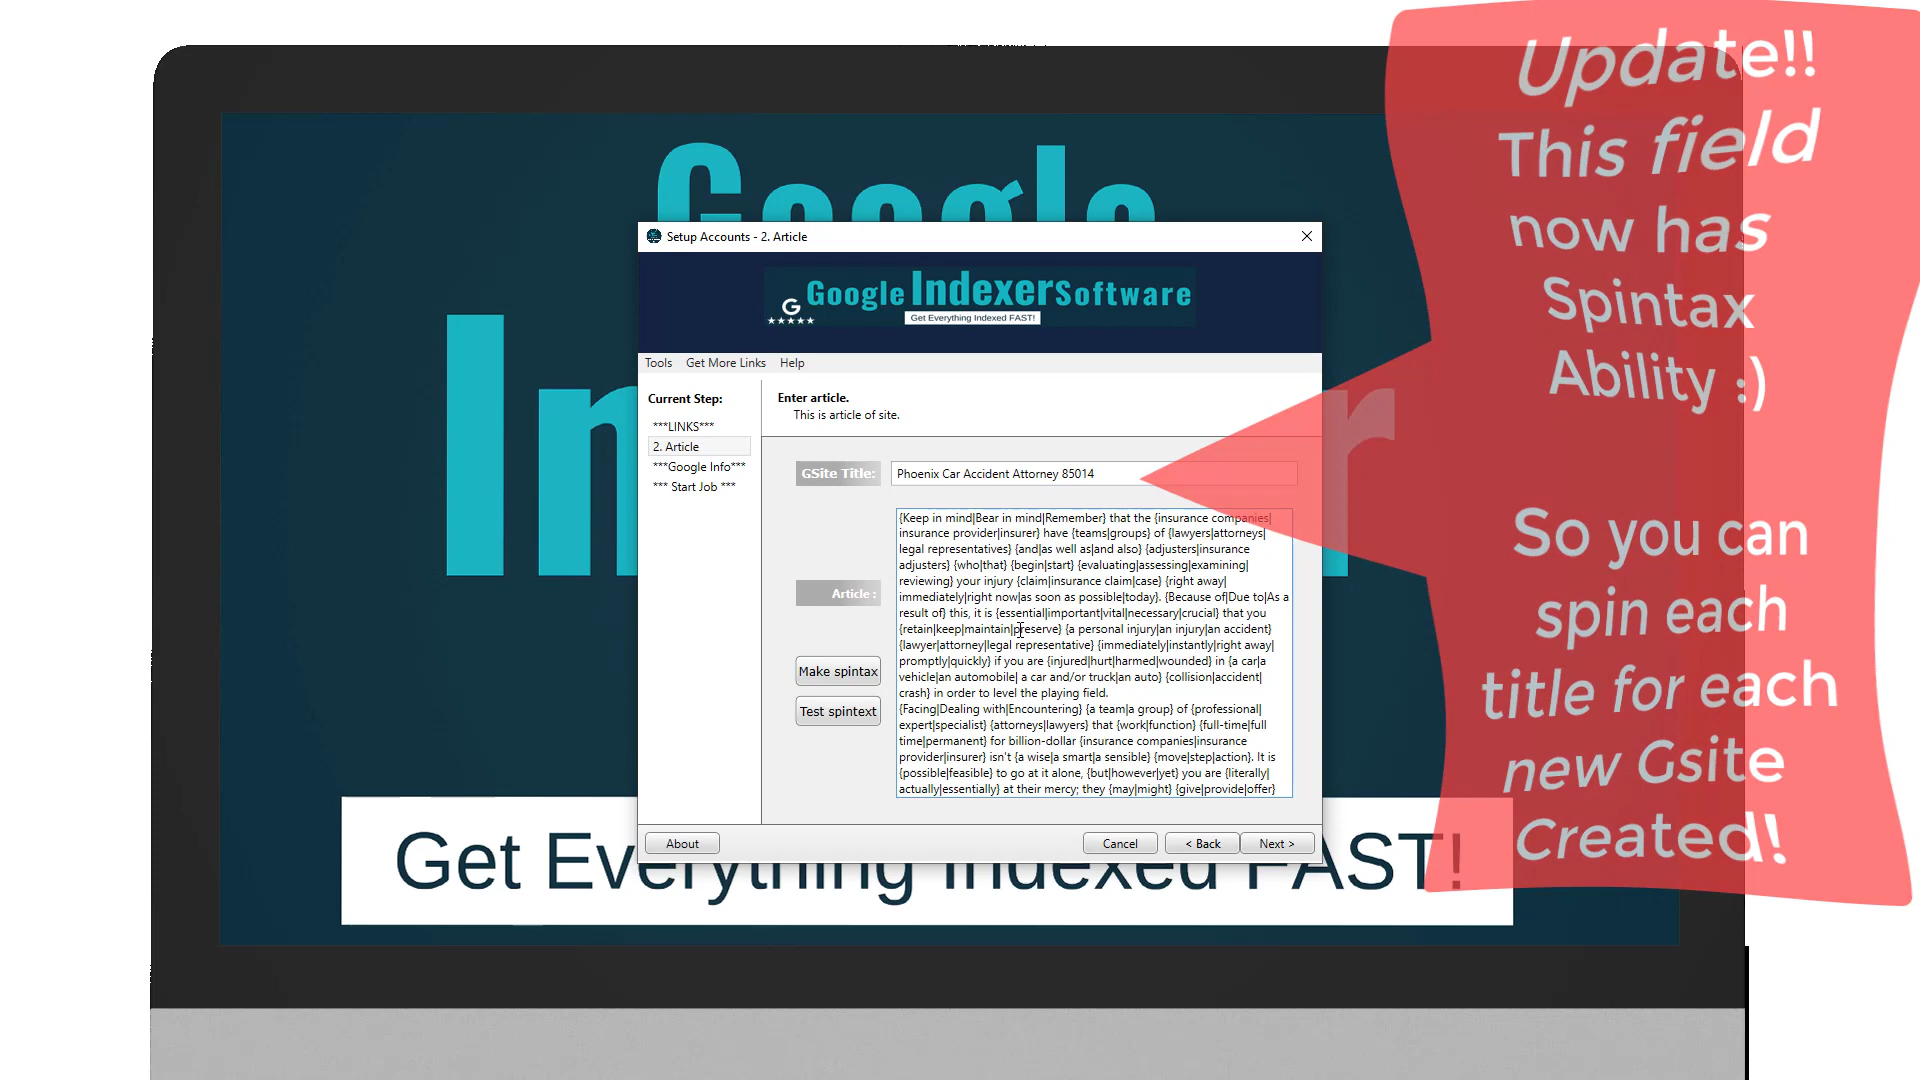 Google
Setup Accounts - 2. Article
G
Google Indexer Software
Get Everything Indexed FAST!
Tools Get More Links Help
Current Step:
***LINKS***
2. Article
***Google Info***
*** Start Job ***
Enter article.
This is article of site.
GSite Title:
Phoenix Car Accident Attorney 85014
Article :
Make spintax
Test spintext
{Keep in mind|Bear in mind|Remember} that the {insurance companies|
insurance provider|insurer} have {teams|groups} of {lawyers|attorneys|
legal representatives} {and|as well as|and also} {adjusters|insurance
adjusters} {who|that} {begin|start} {evaluating|assessing|examining|
reviewing} your injury {claim|insurance claim|case} {right away|
immediately|right now|as soon as possible|today}. {Because of|Due to|As a
result of} this, it is {essential|important|vital|necessary|crucial} that you
{retain|keep|maintain|preserve} {a personal injury|an injury|an accident}
{lawyer|attorney|legal representative} {immediately|instantly|right away|
promptly|quickly} if you are {injured|hurt|harmed|wounded} in {a car|a
vehicle|an automobile| a car and/or truck|an auto} {collision|accident|
crash} in order to level the playing field.
{Facing|Dealing with|Encountering} {a team|a group} of {professional|
expert|specialist} {attorneys|lawyers} that {work|function} {full-time|full
time|permanent} for billion-dollar {insurance companies|insurance
provider|insurer} isn't {a wise|a smart|a sensible} {move|step|action}. It is
{possible|feasible} to go at it alone, {but|however|yet} you are {literally|
actually|essentially} at their mercy; they {may|might} {give|provide|offer}
About
Cancel
< Back
Next >
Get Everything Indexed FAST!
Update!!
This field
now has
Spintax
Ability :)
So you can
spin each
title for each
new Gsite
Created!